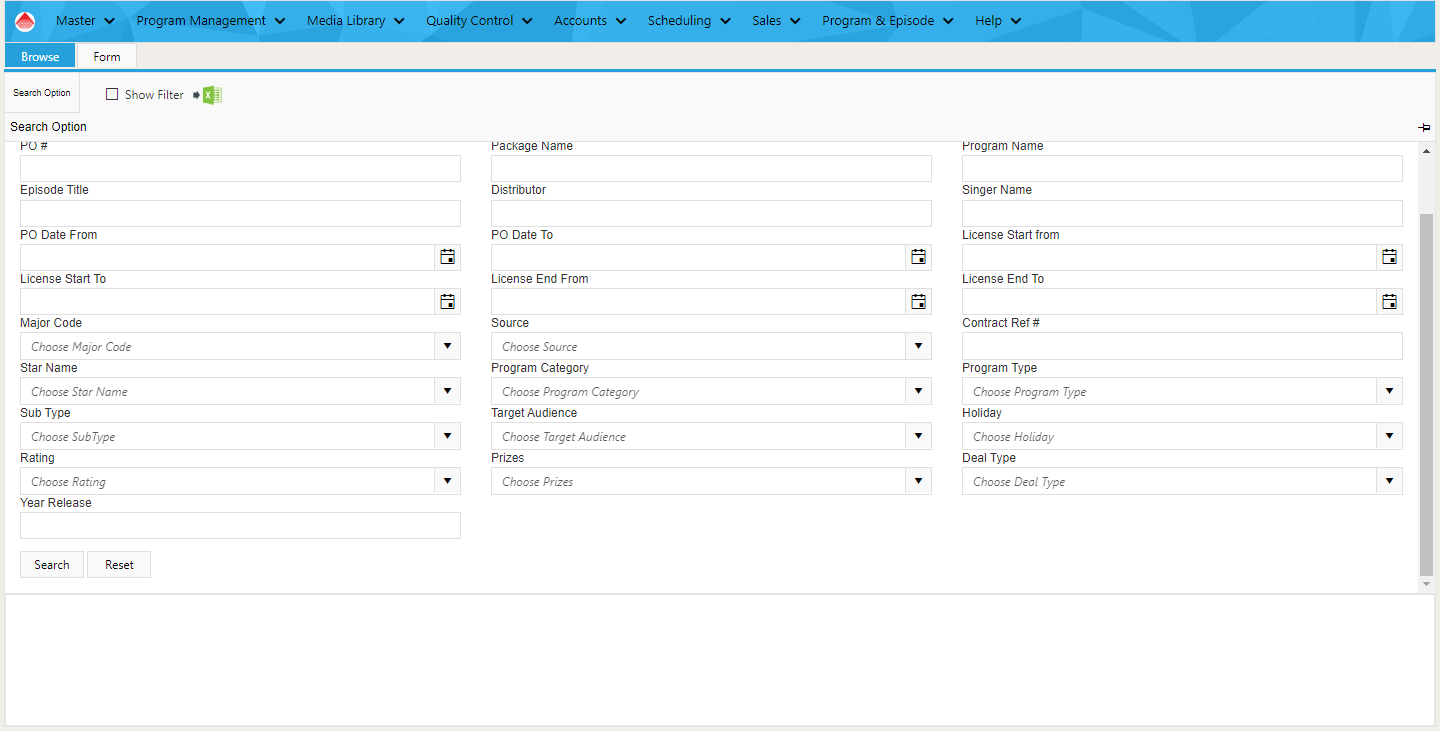 Master Program Management Media Library Quality Control Accounts Scheduling Sales Program & Episode Help
Browse Form
Search Option Show Filter
Search Option
PO # Package Name Program Name
Episode Title Distributor Singer Name
PO Date From PO Date To License Start from
License Start To License End From License End To
Major Code Source Contract Ref #
Choose Major Code Choose Source
Star Name Program Category Program Type
Choose Star Name Choose Program Category Choose Program Type
Sub Type Target Audience Holiday
Choose SubType Choose Target Audience Choose Holiday
Rating Prizes Deal Type
Choose Rating Choose Prizes Choose Deal Type
Year Release
Search Reset